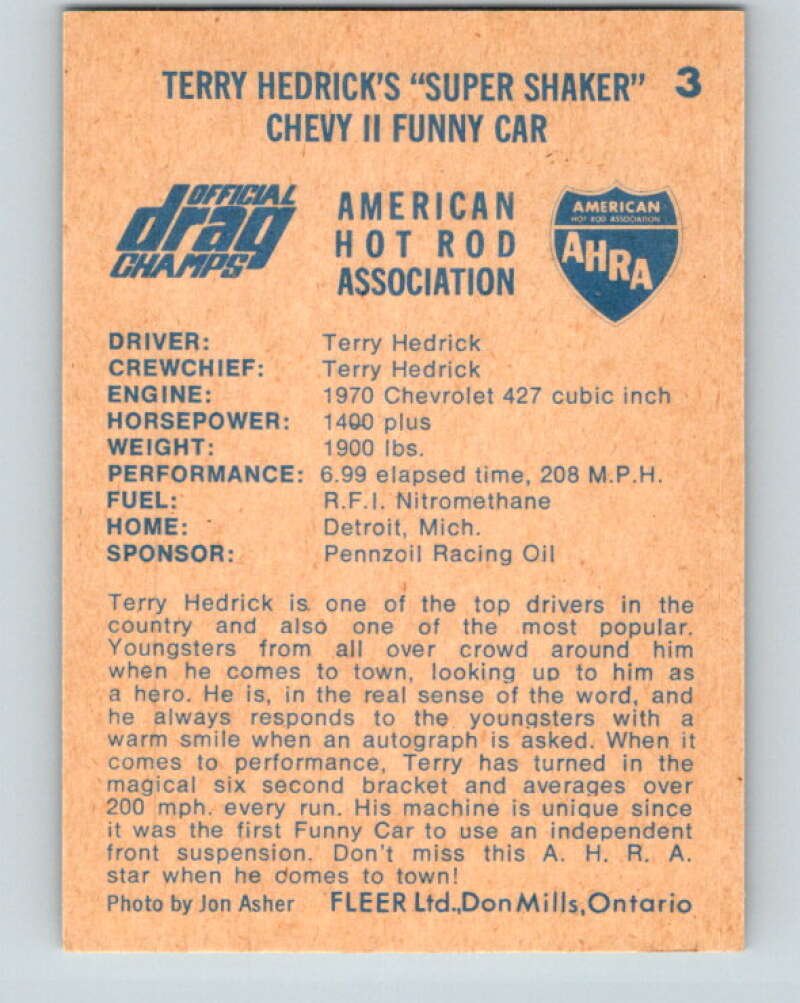 TERRY HEDRICK'S "SUPER SHAKER" 3
CHEVY II FUNNY CAR
OFFICIAL
drag
CHAMPS
AMERICAN
HOT ROD
ASSOCIATION
AMERICAN
HOT ROD ASSOCIATION
AHRA
DRIVER: Terry Hedrick
CREWCHIEF: Terry Hedrick
ENGINE: 1970 Chevrolet 427 cubic inch
HORSEPOWER: 1400 plus
WEIGHT: 1900 lbs.
PERFORMANCE: 6.99 elapsed time, 208 M.P.H.
FUEL: R.F.I. Nitromethane
HOME: Detroit, Mich.
SPONSOR: Pennzoil Racing Oil
Terry Hedrick is one of the top drivers in the
country and also one of the most popular.
Youngsters from all over crowd around him
when he comes to town, looking up to him as
a hero. He is, in the real sense of the word, and
he always responds to the youngsters with a
warm smile when an autograph is asked. When it
comes to performance, Terry has turned in the
magical six second bracket and averages over
200 mph. every run. His machine is unique since
it was the first Funny Car to use an independent
front suspension. Don't miss this A. H. R. A.
star when he domes to town!
Photo by Jon Asher FLEER Ltd.,Don Mills,Ontario